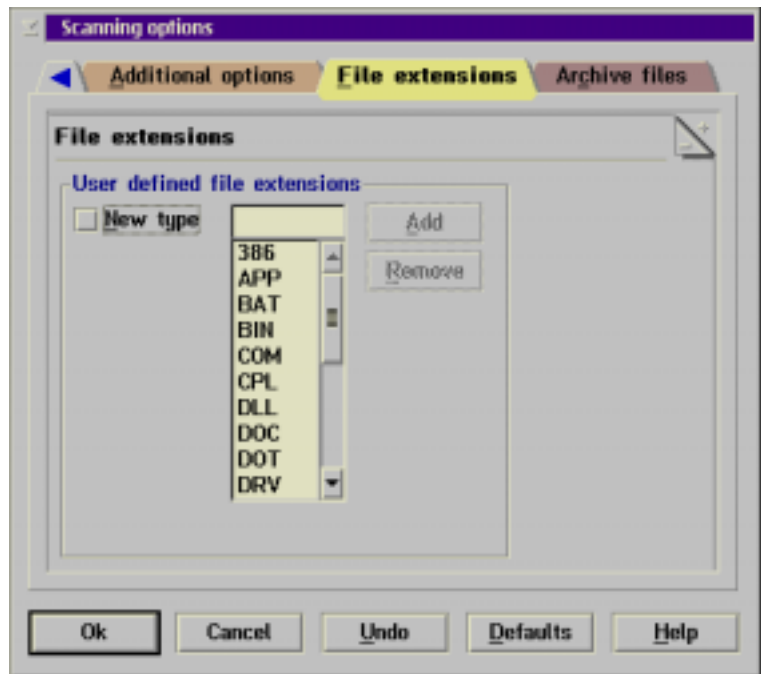 Scanning options
Additional options File extensions Archive files
File extensions
User defined file extensions
New type Add
386
Remove
APP
BAT
BIN
COM
CPL
DLL
DOC
DOT
DRV
Ok Cancel Undo Defaults Help